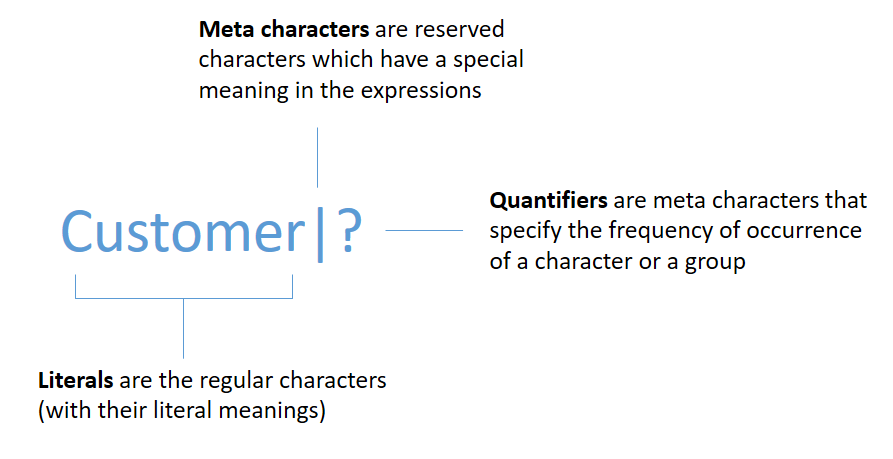 Meta characters are reserved
characters which have a special
meaning in the expressions
Customer|?
Quantifiers are meta characters that
specify the frequency of occurrence
of a character or a group
Literals are the regular characters
(with their literal meanings)